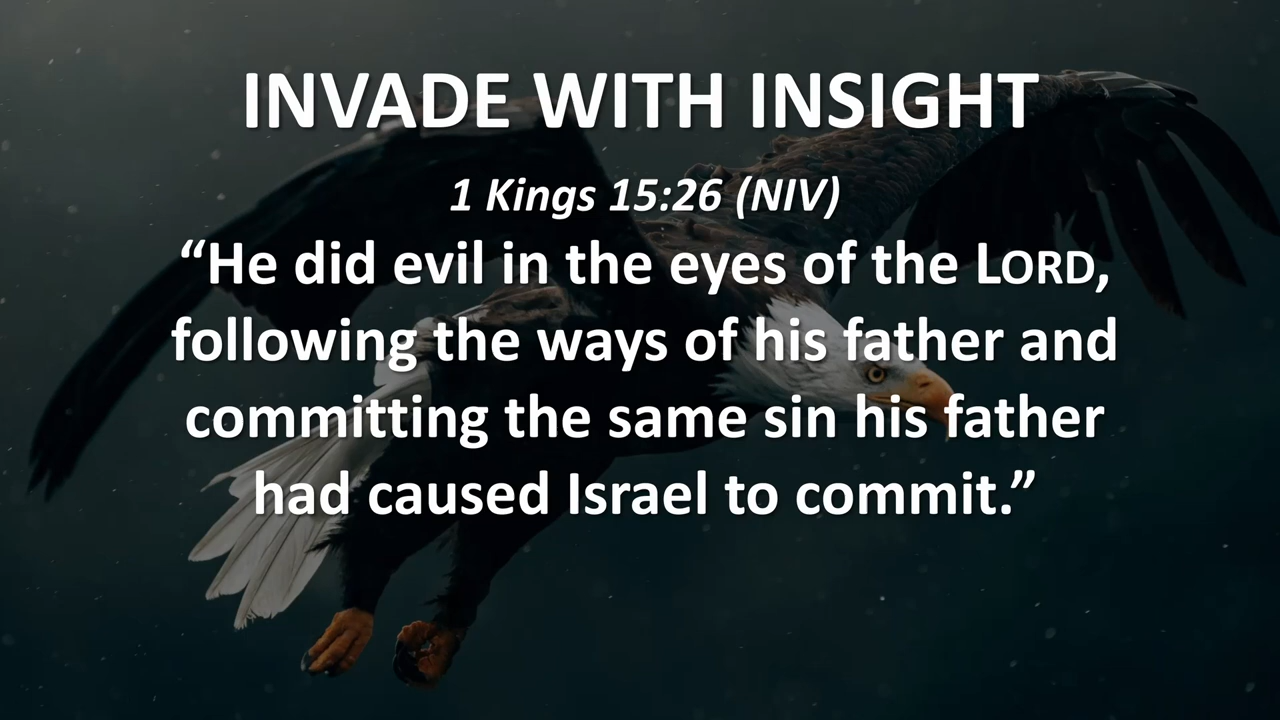 INVADE WITH INSIGHT
1 Kings 15:26 (NIV)
“He did evil in the eyes of the LORD,
following the ways of his father and
committing the same sin his father
had caused Israel to commit.”